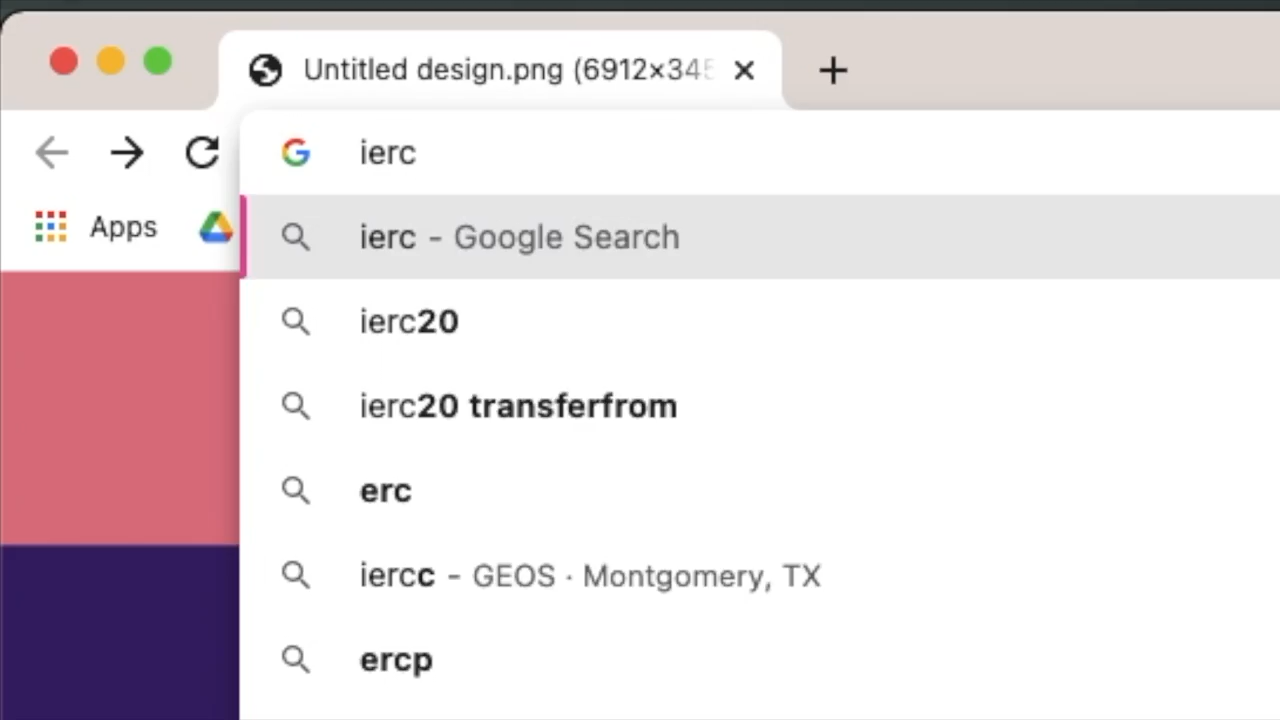 Untitled design.png (6912×345
ierc
Apps
ierc - Google Search
ierc20
ierc20 transferfrom
erc
iercc - GEOS · Montgomery, TX
ercp